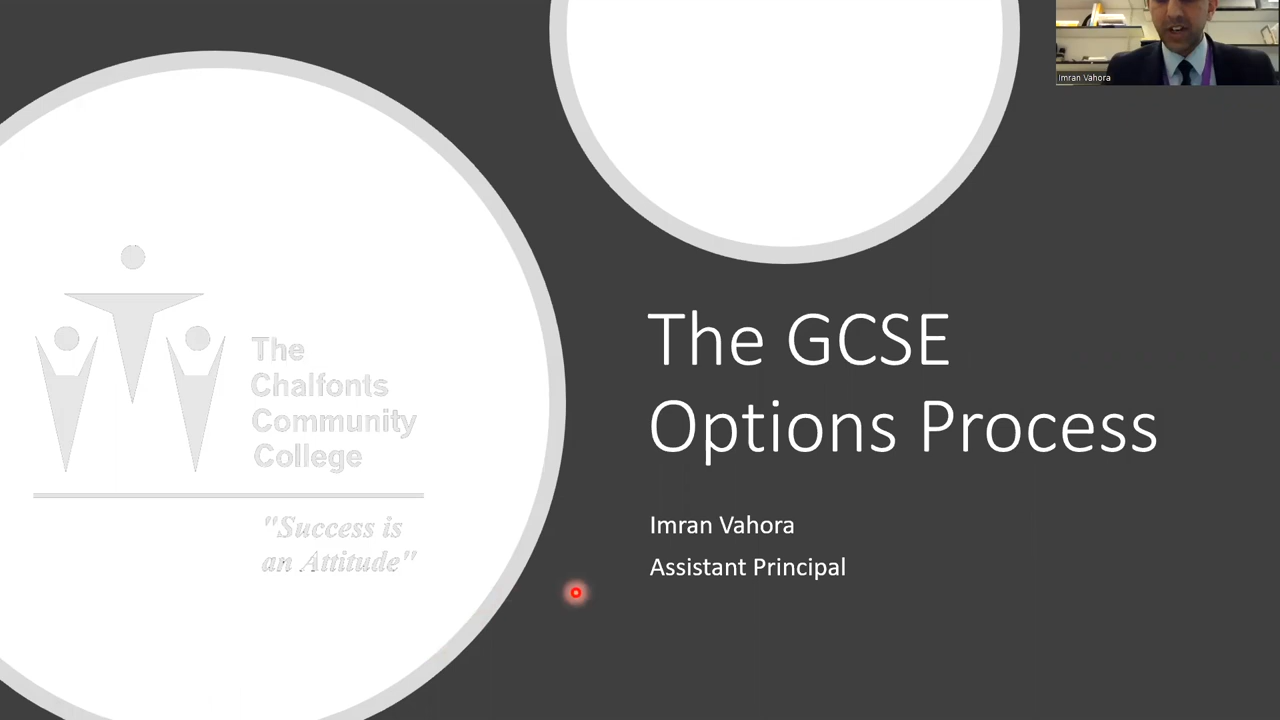 Imran Vahora
The
Chalfonts
Community
College
"Success is
an Attitude"
The GCSE
Options Process
Imran Vahora
Assistant Principal